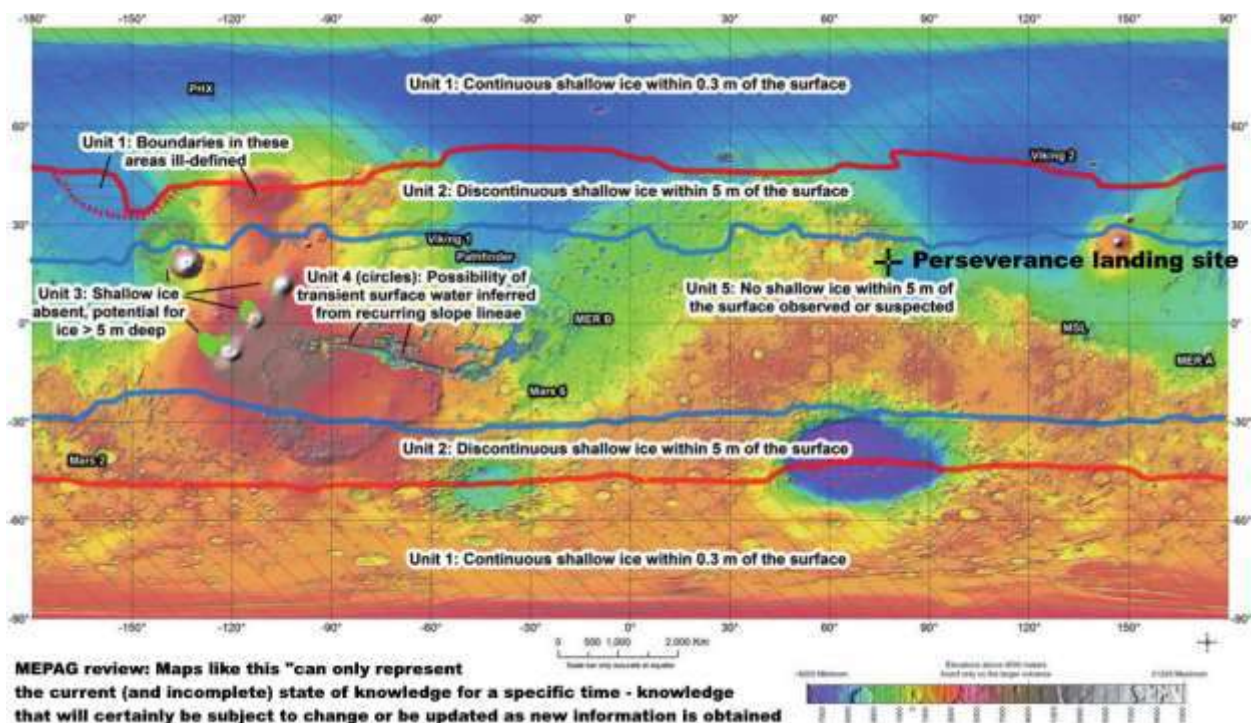 -180° -150° -120° -90° -60° -30° 0° 30° 60° 90° 120° 150° 90°
Unit 1: Continuous shallow ice within 0.3 m of the surface
PHX
60° 60°
Unit 1: Boundaries in these
areas ill-defined
Viking 2
Unit 2: Discontinuous shallow ice within 5 m of the surface
30° 30°
Viking 1
Pathfinder
Perseverance landing site
Unit 4 (circles): Possibility of
transient surface water inferred
from recurring slope lineae
Unit 3: Shallow ice
absent, potential for
ice > 5 m deep
Unit 5: No shallow ice within 5 m of
the surface observed or suspected
0° 0°
MER B
MSL
MER A
Mars 6
-30° -30°
Unit 2: Discontinuous shallow ice within 5 m of the surface
Mars 2
-60° -60°
Unit 1: Continuous shallow ice within 0.3 m of the surface
-90° -90°
-180° -150° -120° -90° -60° -30° 0° 30° 60° 90° 120° 150°
0 500 1,000 2,000 Km
Scale bar only accurate at equator
MEPAG review: Maps like this "can only represent
the current (and incomplete) state of knowledge for a specific time - knowledge
that will certainly be subject to change or be updated as new information is obtained